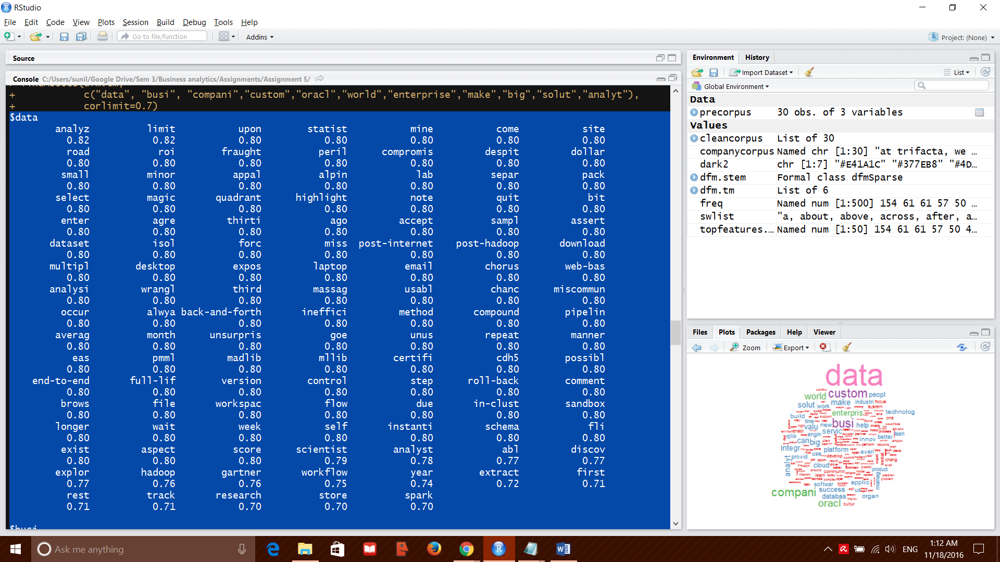 RStudio
File Edit Code View Plots Session Build Debug Tools Help
Go to file/function Addins Project: (None)
Source
Console C:/Users/sunil/Google Drive/Sem 3/Business analytics/Assignments/Assignment 5/
+ c("data", "busi", "compani","custom","oracl","world","enterprise","make","big","solut","analyt"),
+ corlimit=0.7)
$data
analyz limit upon statist mine come site
0.82 0.82 0.80 0.80 0.80 0.80 0.80
road roi fraught peril compromis despit dollar
0.80 0.80 0.80 0.80 0.80 0.80 0.80
small minor appal alpin lab separ pack
0.80 0.80 0.80 0.80 0.80 0.80 0.80
select magic quadrant highlight note quit bit
0.80 0.80 0.80 0.80 0.80 0.80 0.80
enter agre thirti ago accept sampl assert
0.80 0.80 0.80 0.80 0.80 0.80 0.80
dataset isol forc miss post-internet post-hadoop download
0.80 0.80 0.80 0.80 0.80 0.80 0.80
multipl desktop expos laptop email chorus web-bas
0.80 0.80 0.80 0.80 0.80 0.80 0.80
analysi wrangl third massag usabl chanc miscommun
0.80 0.80 0.80 0.80 0.80 0.80 0.80
occur alwya back-and-forth ineffici method compound pipelin
0.80 0.80 0.80 0.80 0.80 0.80 0.80
averag month unsurpris goe unus repeat manner
0.80 0.80 0.80 0.80 0.80 0.80 0.80
eas pmml madlib mllib certifi cdh5 possibl
0.80 0.80 0.80 0.80 0.80 0.80 0.80
end-to-end full-lif version control step roll-back comment
0.80 0.80 0.80 0.80 0.80 0.80 0.80
brows file workspac flow due in-clust sandbox
0.80 0.80 0.80 0.80 0.80 0.80 0.80
longer wait week self instanti schema fli
0.80 0.80 0.80 0.80 0.80 0.80 0.80
exist aspect score scientist analyst abl discov
0.80 0.80 0.80 0.79 0.78 0.77 0.77
explor hadoop gartner workflow year extract first
0.77 0.76 0.76 0.75 0.74 0.72 0.71
rest track research store spark
0.71 0.71 0.70 0.70 0.70
$busi
Environment History
Import Dataset List
Global Environment
Data
precorpus 30 obs. of 3 variables
Values
cleancorpus List of 30
companycorpus Named chr [1:30] "at trifacta, we …
dark2 chr [1:7] "#E41A1C" "#377EB8" "#4D…
dfm.stem Formal class dfmSparse
dfm.tm List of 6
freq Named num [1:500] 154 61 61 57 50 …
swlist "a, about, above, across, after, a…
topfeatures.… Named num [1:50] 154 61 61 57 50 4…
Files Plots Packages Help Viewer
Zoom Export
data
world custom peopl
solut work make industri focus
system
build enterpris technolog
time valu new busi help
engin servic
qlik can big innov better team
integr platform
provid use everi
develop
analyt cloud chang
product
communiti manag
learn
softwar applic
compani success us
databas organ
oracl cultur
Ask me anything
ENG
1:12 AM
11/18/2016